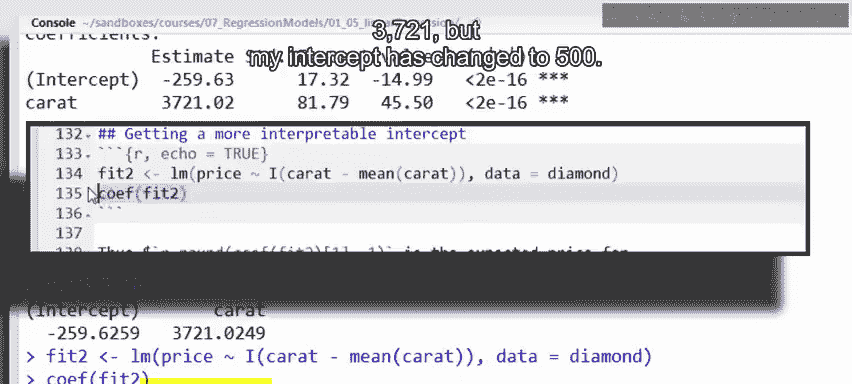 Console ~/sandboxes/courses/07_RegressionModels/01_05_
3,721, but
my intercept has changed to 500.
Estimate
(Intercept) -259.63 17.32 -14.99 <2e-16 ***
carat 3721.02 81.79 45.50 <2e-16 ***
132 ## Getting a more interpretable intercept
133 ```{r, echo = TRUE}
134 fit2 <- lm(price ~ I(carat - mean(carat)), data = diamond)
135 coef(fit2)
136 ```
137
(Intercept) carat
-259.6259 3721.0249
> fit2 <- lm(price ~ I(carat - mean(carat)), data = diamond)
> coef(fit2)